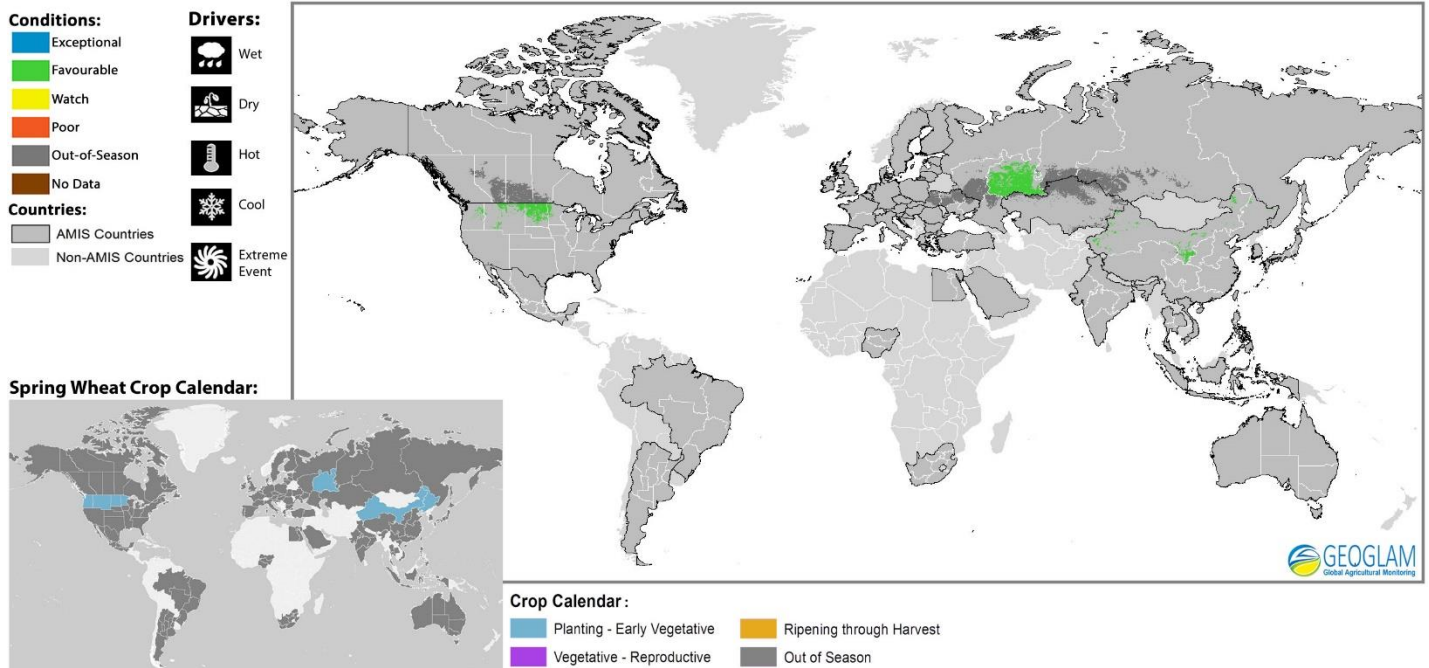 Conditions:
Exceptional
Favourable
Watch
Poor
Out-of-Season
No Data
Countries:
AMIS Countries
Non-AMIS Countries
Drivers:
Wet
Dry
Hot
Cool
Extreme
Event
Spring Wheat Crop Calendar:
GEOGLAM
Global Agricultural Monitoring
Crop Calendar :
Planting - Early Vegetative
Vegetative - Reproductive
Ripening through Harvest
Out of Season